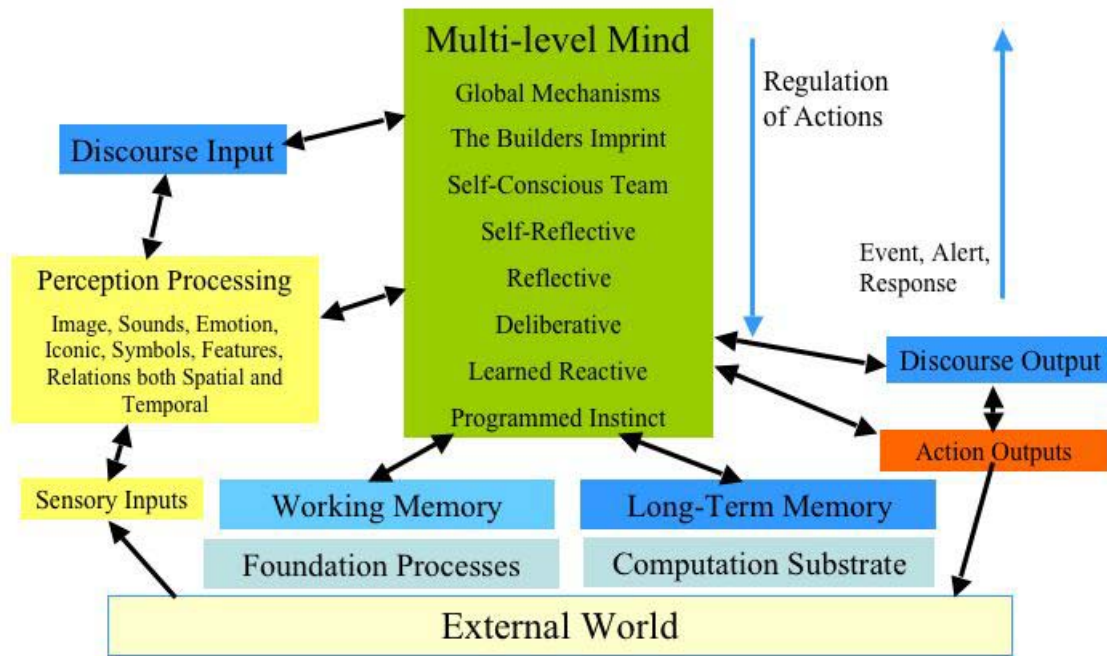 Multi-level Mind
Global Mechanisms
The Builders Imprint
Self-Conscious Team
Self-Reflective
Reflective
Deliberative
Learned Reactive
Programmed Instinct
Regulation
of Actions
Event, Alert,
Response
Discourse Input
Perception Processing
Image, Sounds, Emotion,
Iconic, Symbols, Features,
Relations both Spatial and
Temporal
Sensory Inputs
Discourse Output
Action Outputs
Working Memory
Long-Term Memory
Foundation Processes
Computation Substrate
External World